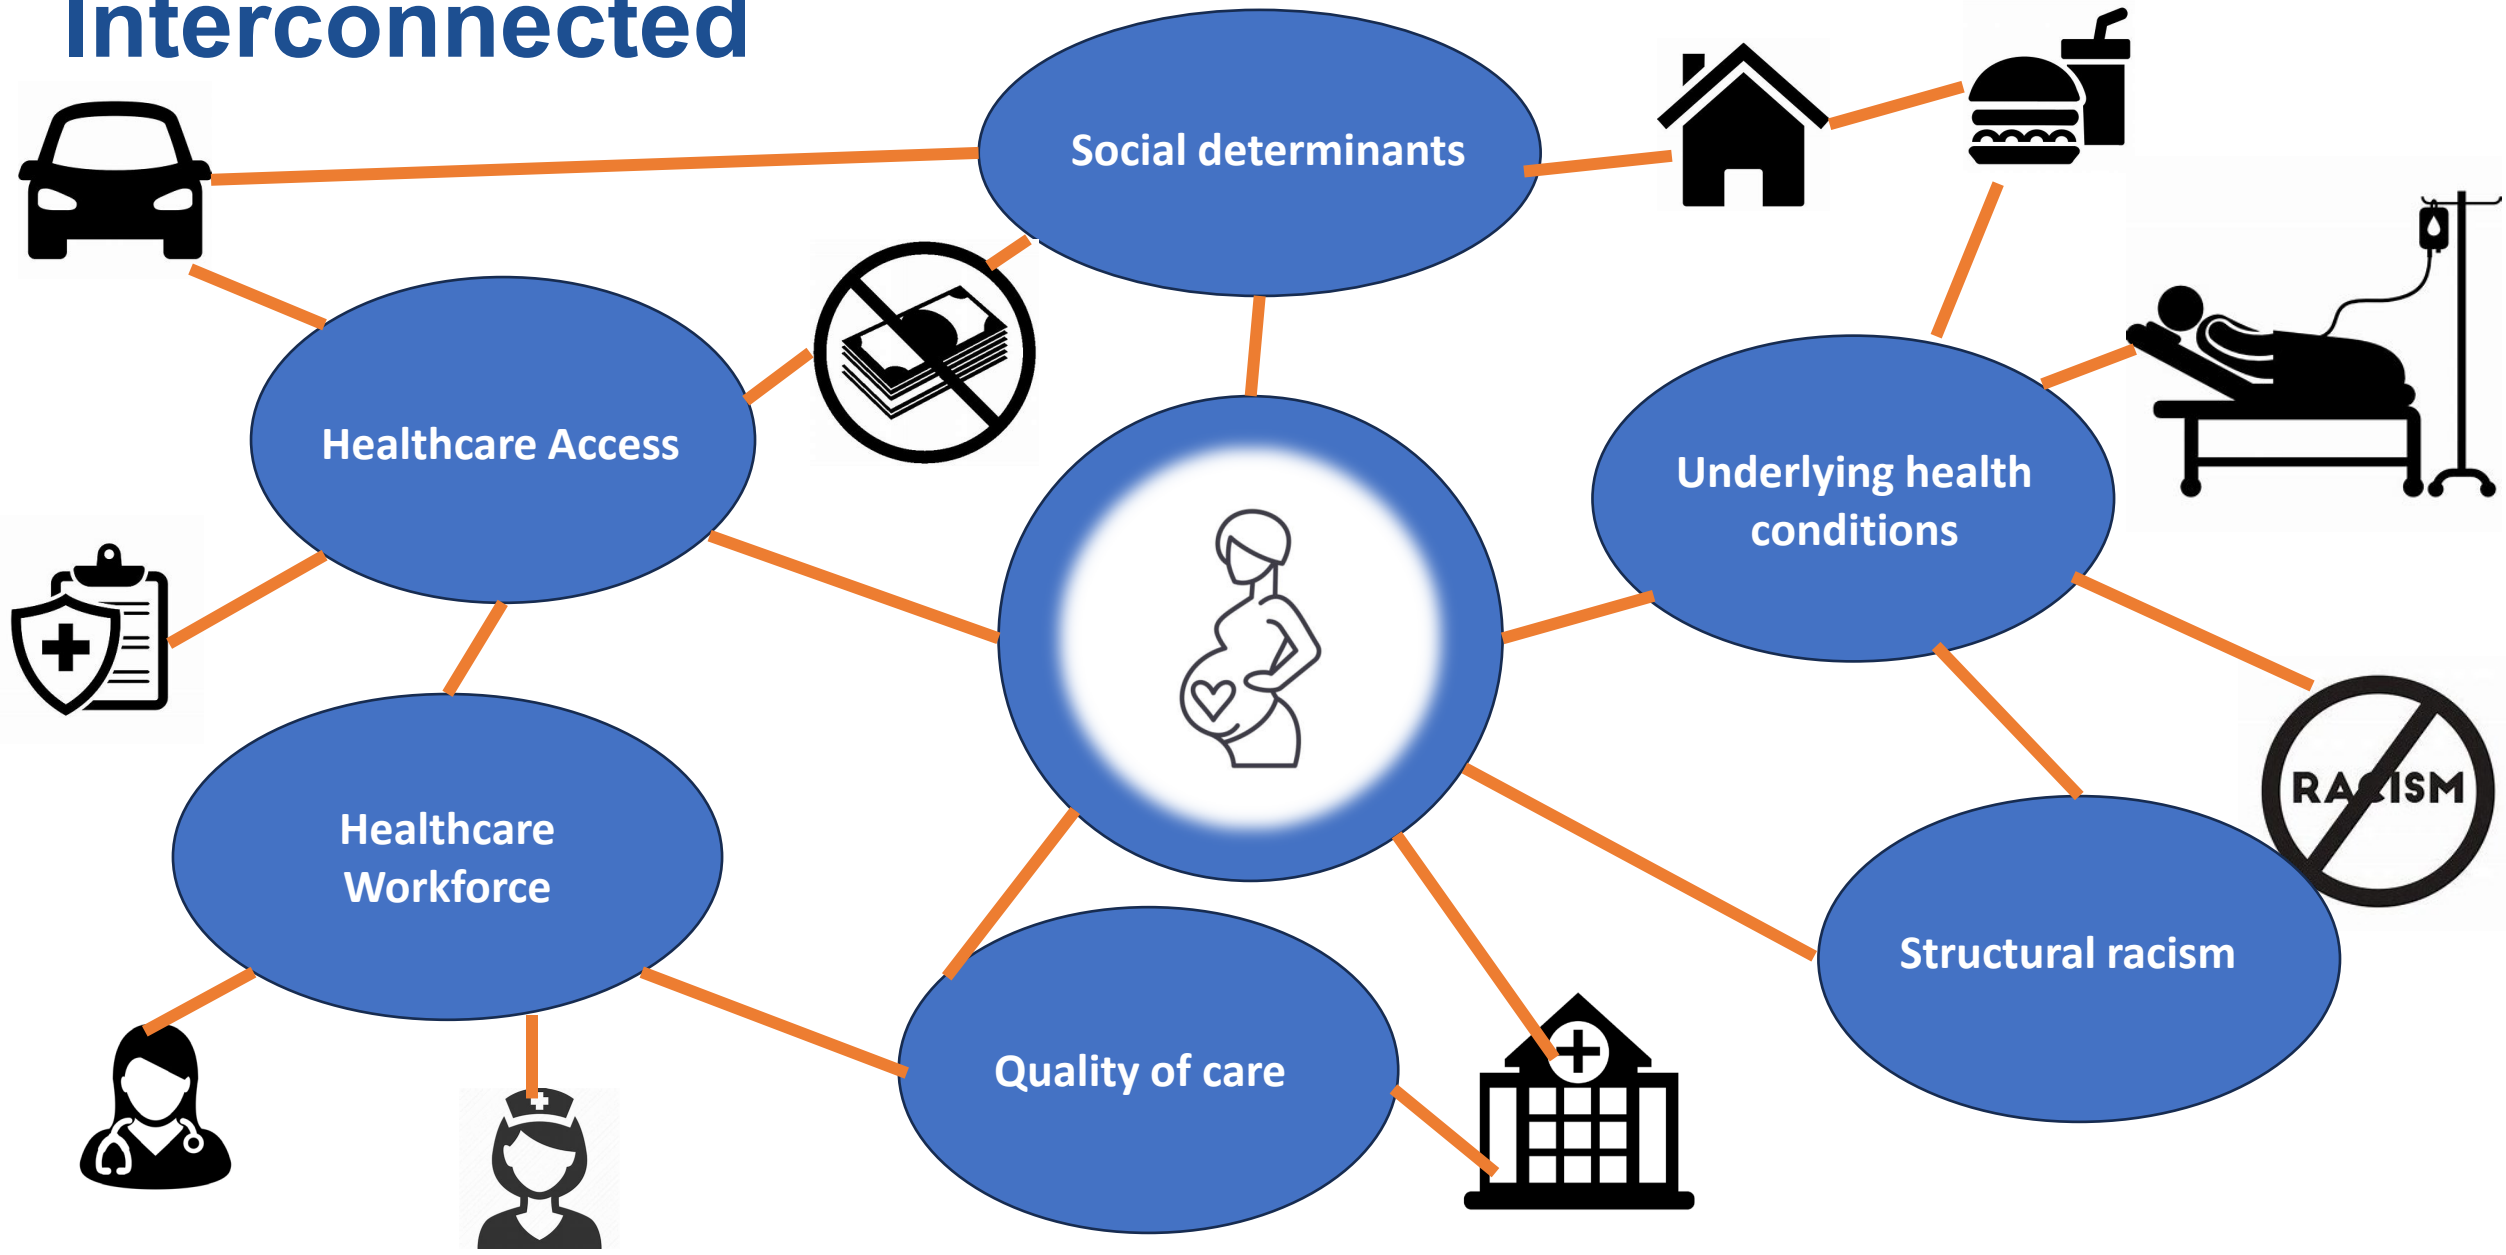 Interconnected
Social determinants
Healthcare Access
Underlying health
conditions
RACISM
Healthcare
Workforce
Structural racism
Quality of care